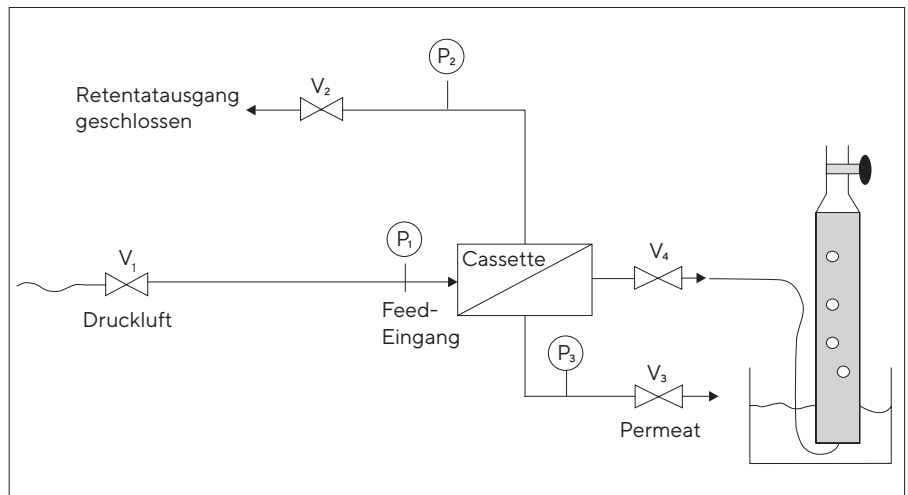 P₂
V₂
Retentatausgang
geschlossen
P₁
V₁
Cassette
V₄
Druckluft
Feed-
Eingang
P₃
V₃
Permeat